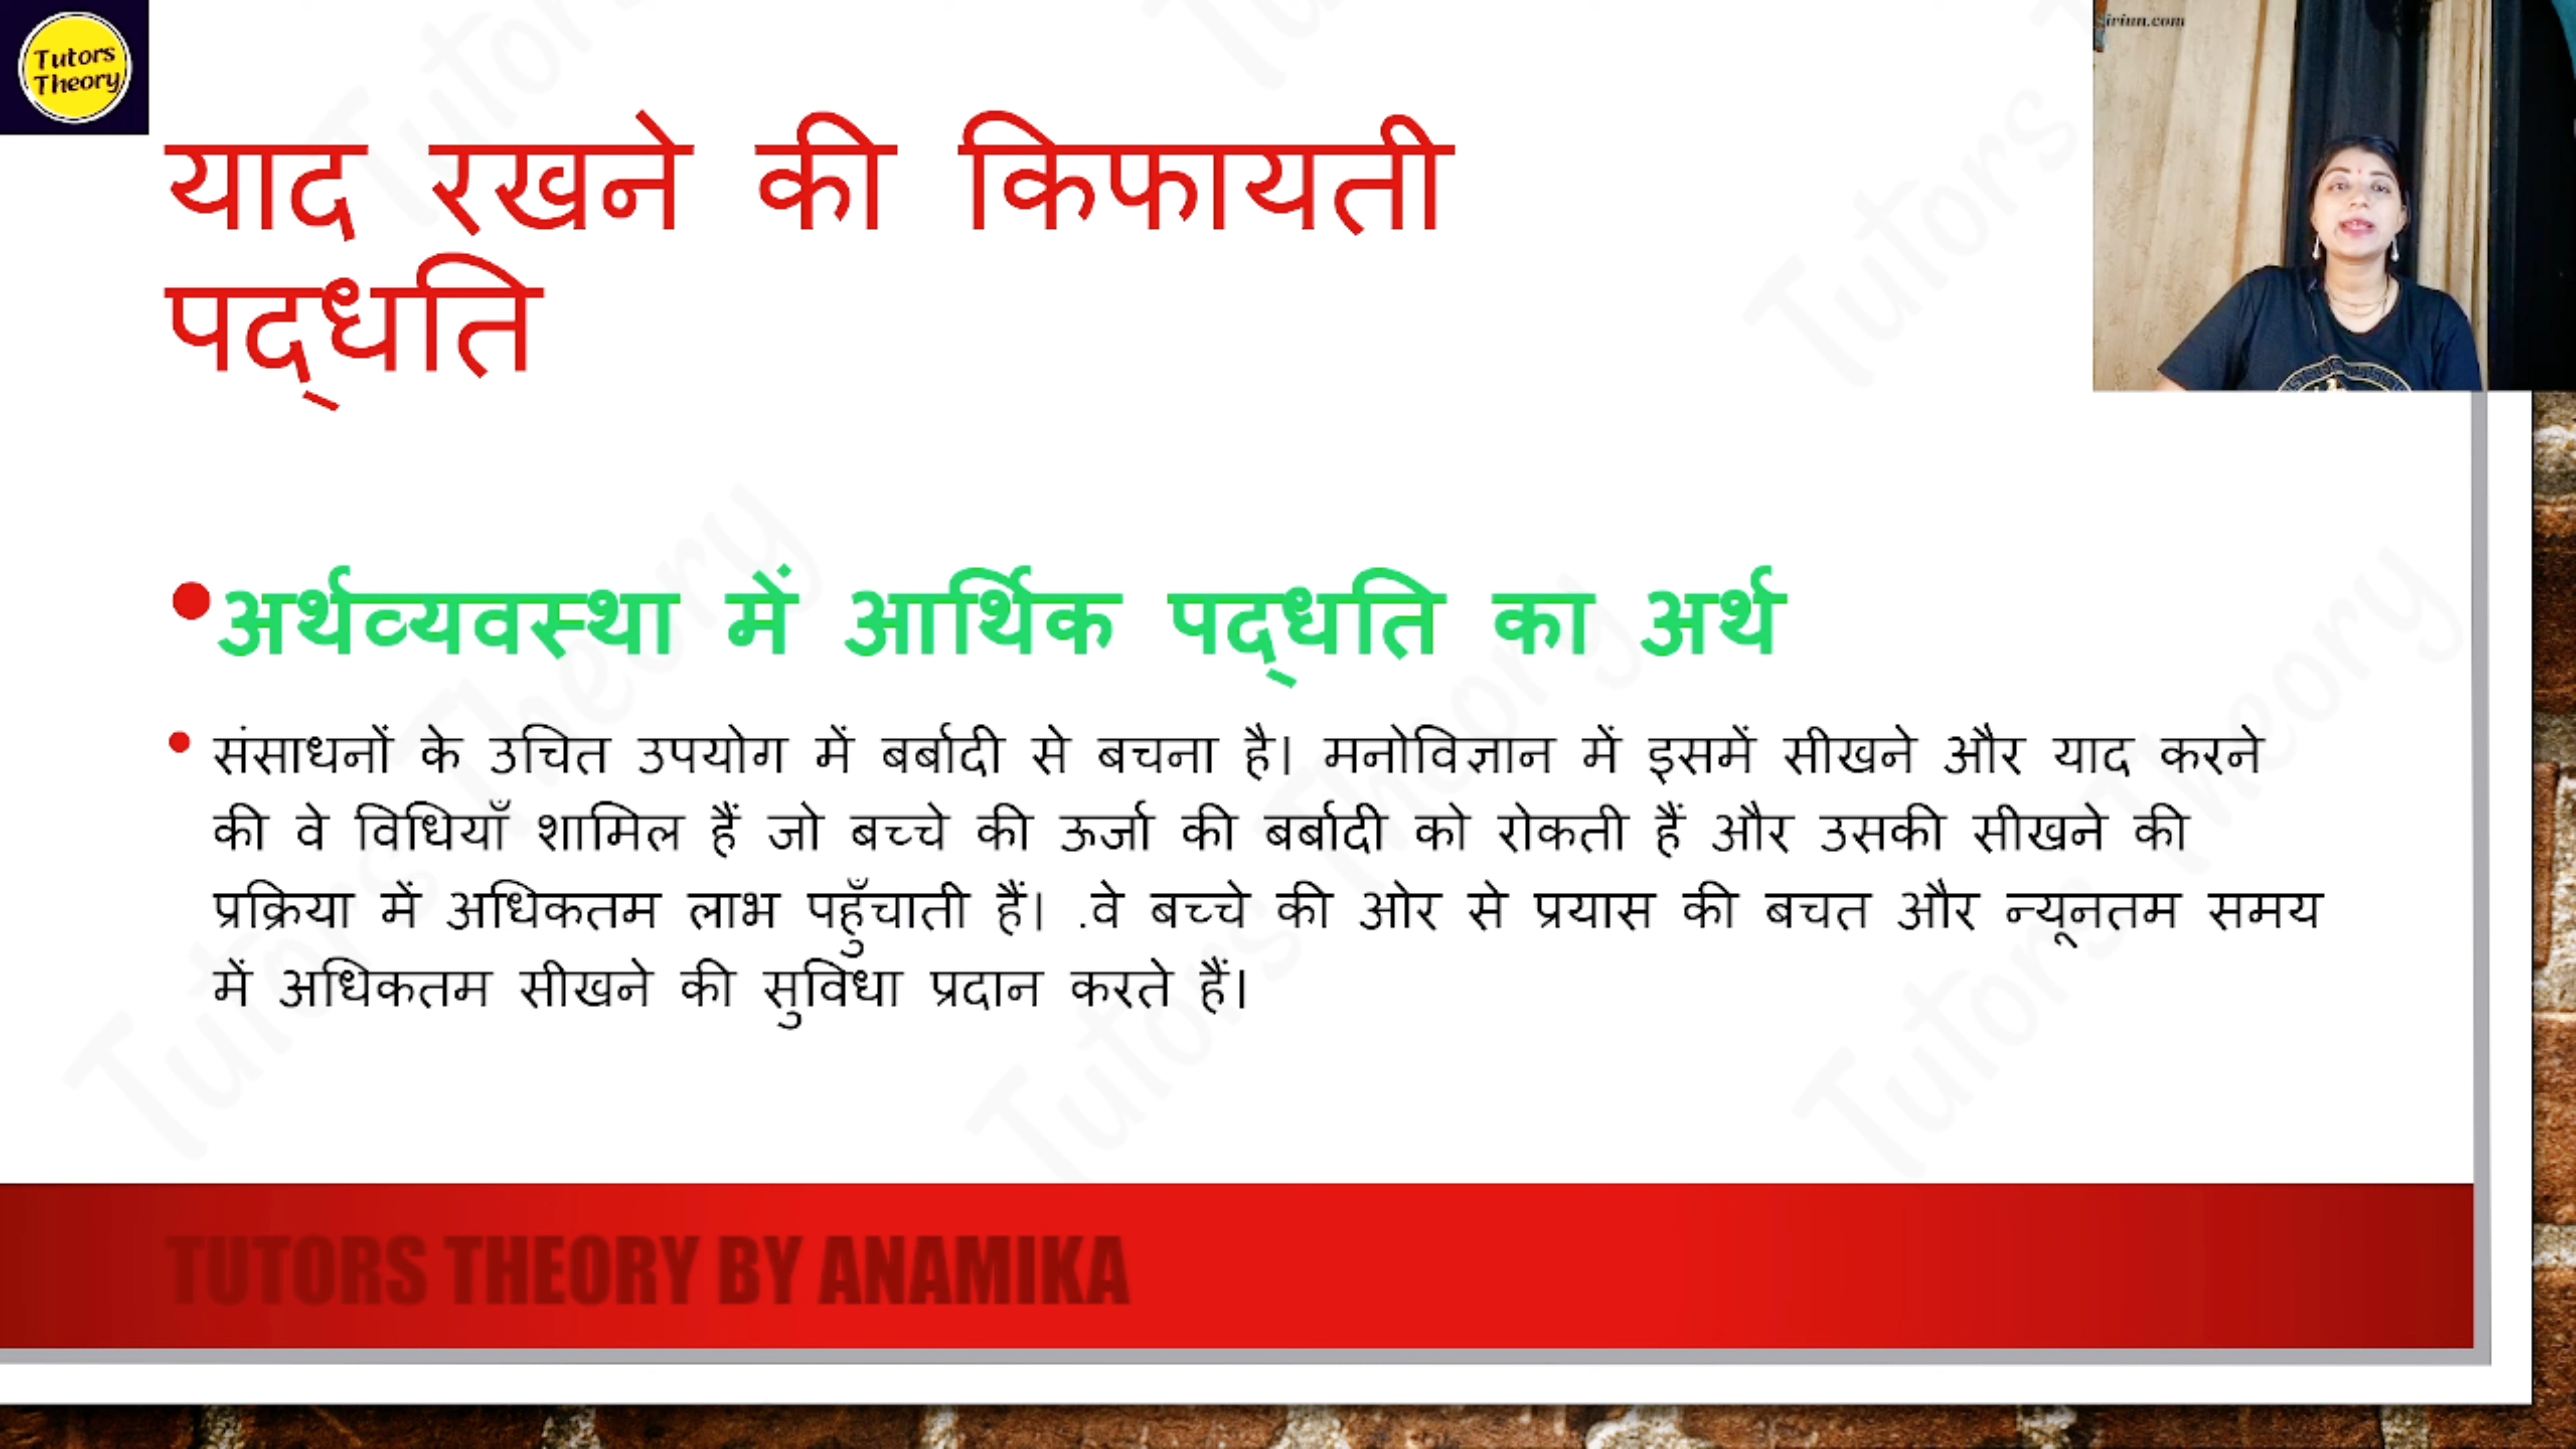 Tutors
Theory
irium.com
याद रखने की किफायती
पद्धति
•अर्थव्यवस्था में आर्थिक पद्धति का अर्थ
• संसाधनों के उचित उपयोग में बर्बादी से बचना है। मनोविज्ञान में इसमें सीखने और याद करने
की वे विधियाँ शामिल हैं जो बच्चे की ऊर्जा की बर्बादी को रोकती हैं और उसकी सीखने की
प्रक्रिया में अधिकतम लाभ पहुँचाती हैं। .वे बच्चे की ओर से प्रयास की बचत और न्यूनतम समय
में अधिकतम सीखने की सुविधा प्रदान करते हैं।
TUTORS THEORY BY ANAMIKA